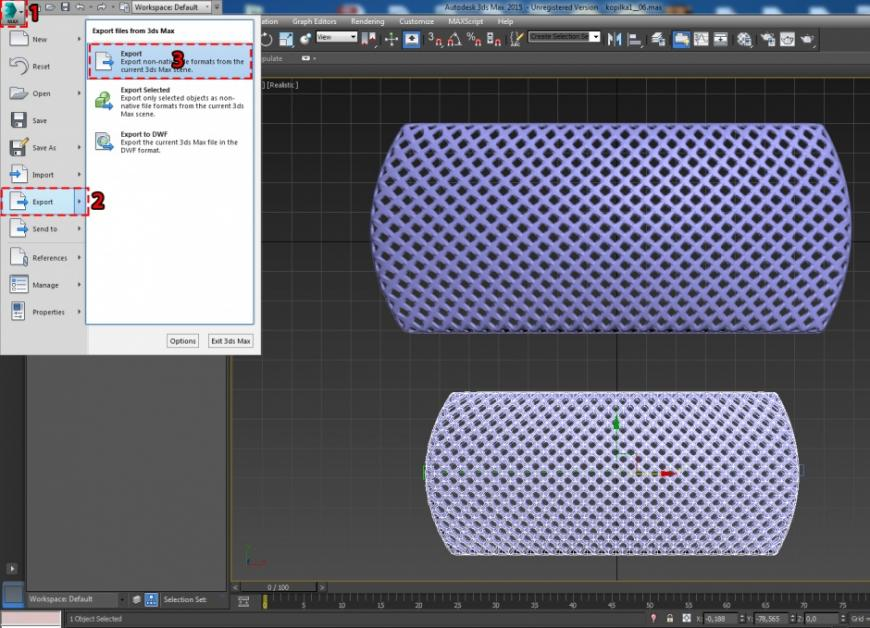 Workspace: Default
Autodesk 3ds Max 2015 - Unregistered Version kopilka1_06.max
1
MAX
Graph Editors Rendering Customize MAXScript Help
View
Create Selection Se
[Realistic]
New
Reset
Open
Save
Save As
Import
Export
2
Send to
References
Manage
Properties
Export files from 3ds Max
3
Export
Export non-native file formats from the
current 3ds Max scene.
Export Selected
Export only selected objects as non-
native file formats from the current 3ds
Max scene.
Export to DWF
Export the current 3ds Max file in the
DWF format.
Options Exit 3ds Max
0 / 100
Workspace: Default Selection Set:
0 5 10 15 20 25 30 35 40 45 50 55 60 65 70 75
1 Object Selected
X: -0,188 Y: -78,565 Z: 0,0 Grid =